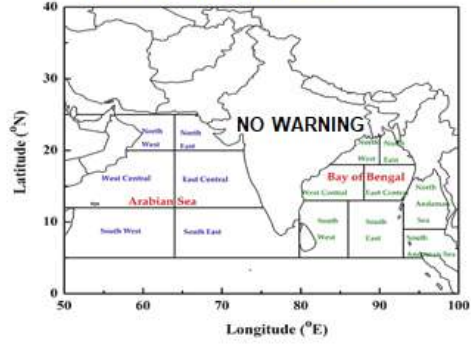 40
30
20
10
0
50
60
70
80
90
100
Latitude (°N)
Longitude (°E)
NO WARNING
North
West
North
East
West Central
East Central
Arabian Sea
South West
South East
North
West
North
East
Bay of Bengal
West Central
East Central
South
West
South
East
North
Andaman
Sea
South
Andaman Sea